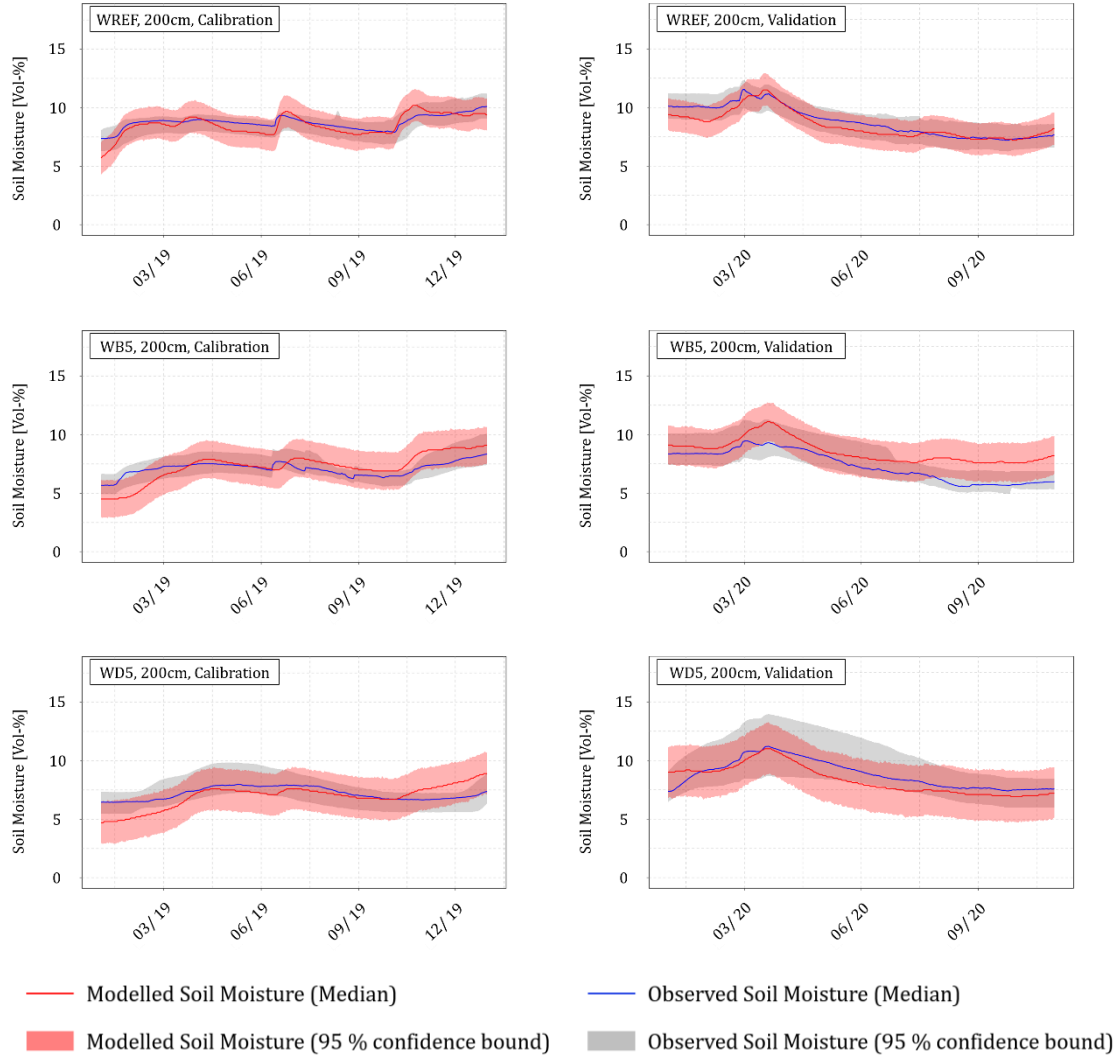 WREF, 200cm, Calibration
Soil Moisture [Vol-%]
15
10
5
0
03/ 19
06/ 19
09/ 19
12/ 19
WREF, 200cm, Validation
Soil Moisture [Vol-%]
15
10
5
0
03/ 20
06/ 20
09/ 20
WB5, 200cm, Calibration
Soil Moisture [Vol-%]
15
10
5
0
03/ 19
06/ 19
09/ 19
12/ 19
WB5, 200cm, Validation
Soil Moisture [Vol-%]
15
10
5
0
03/ 20
06/ 20
09/ 20
WD5, 200cm, Calibration
Soil Moisture [Vol-%]
15
10
5
0
03/ 19
06/ 19
09/ 19
12/ 19
WD5, 200cm, Validation
Soil Moisture [Vol-%]
15
10
5
0
03/ 20
06/ 20
09/ 20
Modelled Soil Moisture (Median)
Observed Soil Moisture (Median)
Modelled Soil Moisture (95 % confidence bound)
Observed Soil Moisture (95 % confidence bound)